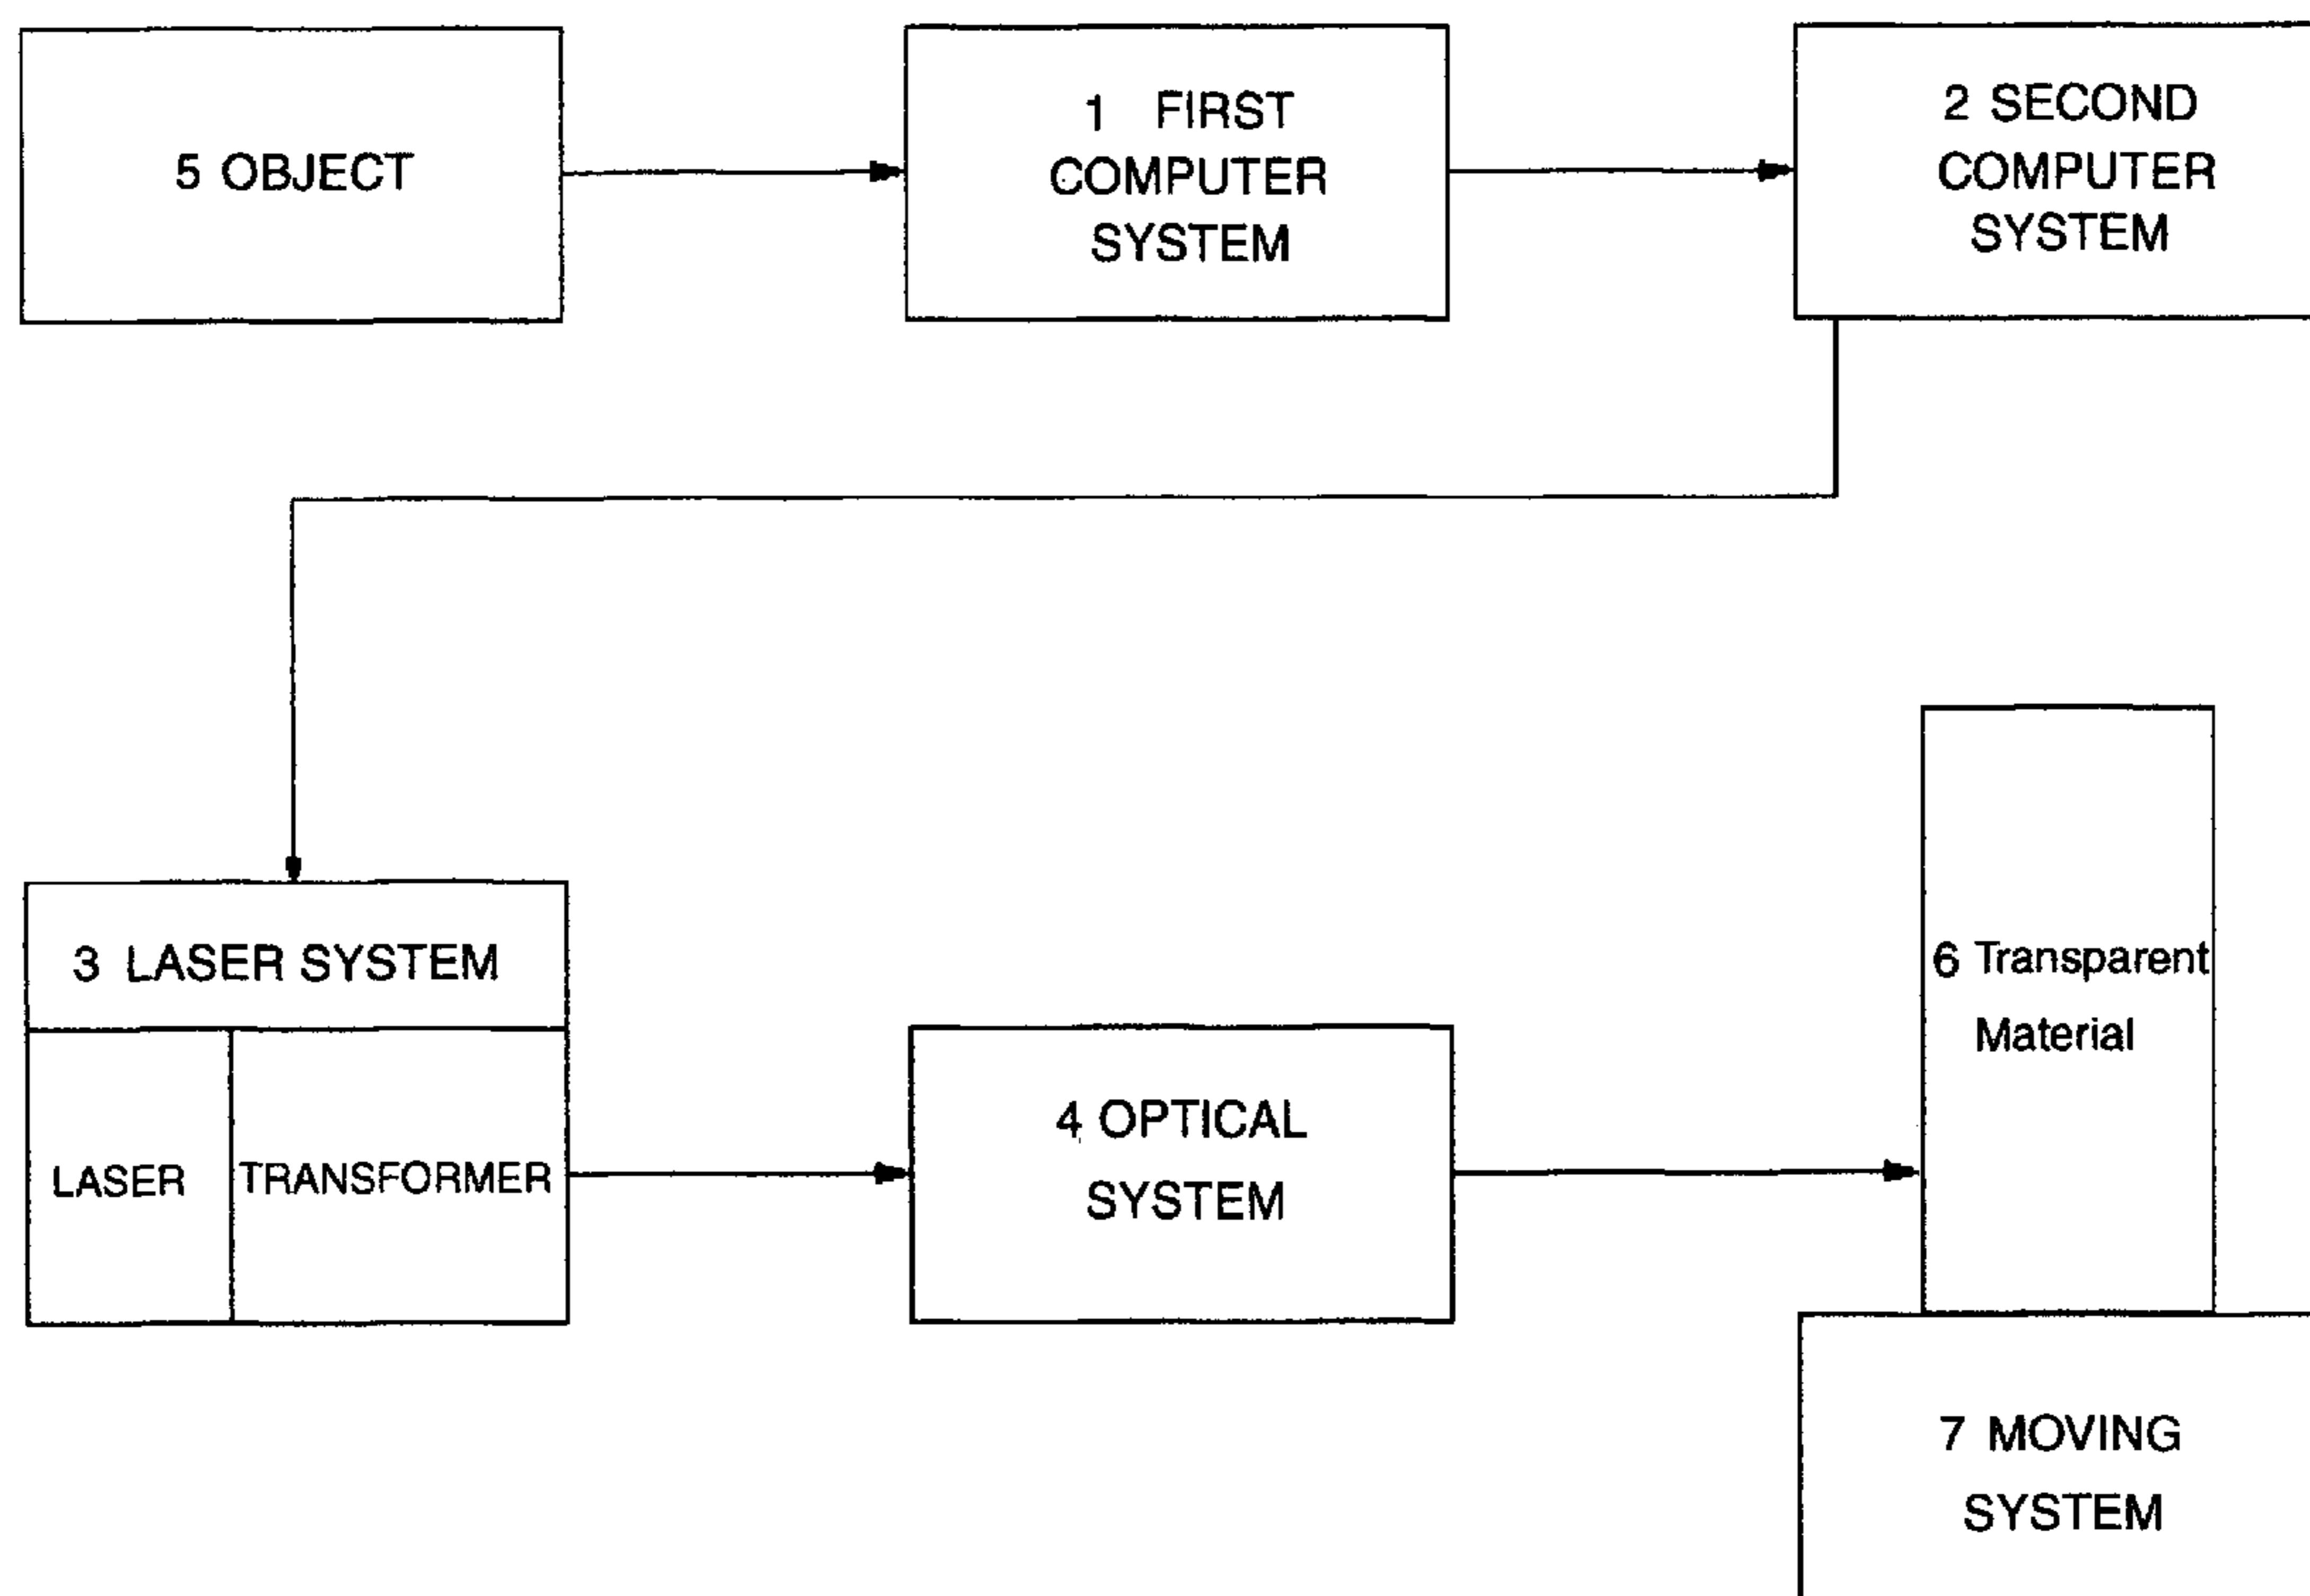 5 OBJECT
1 FIRST
COMPUTER
SYSTEM
2 SECOND
COMPUTER
SYSTEM
3 LASER SYSTEM
LASER
TRANSFORMER
4 OPTICAL
SYSTEM
6 Transparent
Material
7 MOVING
SYSTEM